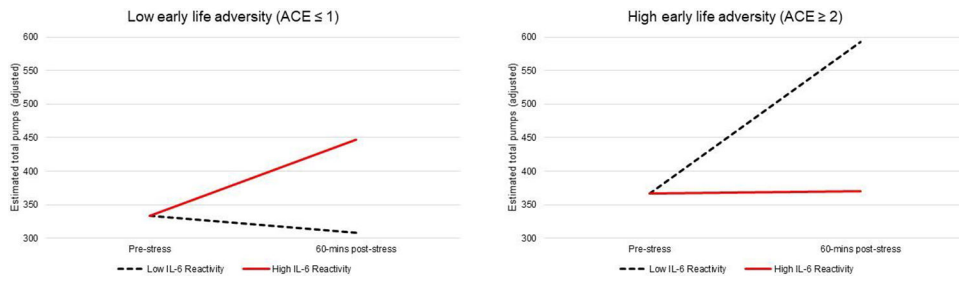 Low early life adversity (ACE ≤ 1)
Estimated total pumps (adjusted)
600
550
500
450
400
350
300
Pre-stress 60-mins post-stress
Low IL-6 Reactivity High IL-6 Reactivity
High early life adversity (ACE ≥ 2)
Estimated total pumps (adjusted)
600
550
500
450
400
350
300
Pre-stress 60-mins post-stress
Low IL-6 Reactivity High IL-6 Reactivity